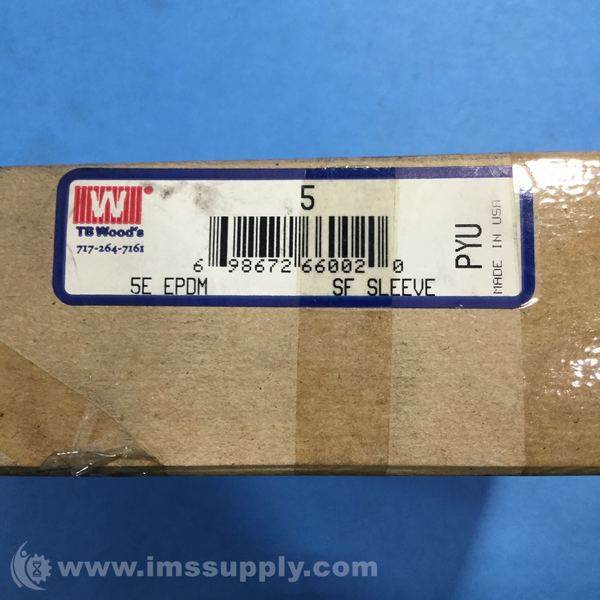 W
TB Wood's
717-264-7161
5
6 98672 66002 0
5E EPDM
SF SLEEVE
PYU
MADE IN USA
www.imssupply.com